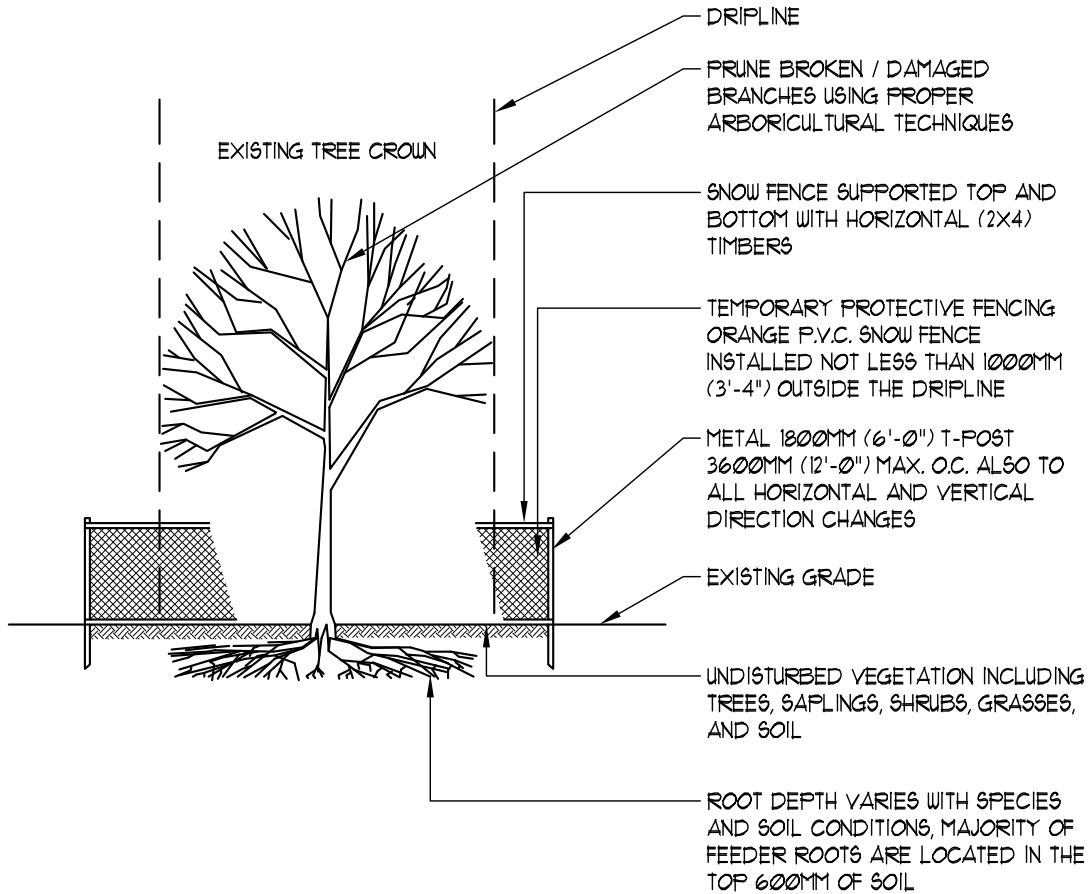 DRIPLINE
PRUNE BROKEN / DAMAGED
BRANCHES USING PROPER
ARBORICULTURAL TECHNIQUES
EXISTING TREE CROWN
SNOW FENCE SUPPORTED TOP AND
BOTTOM WITH HORIZONTAL (2X4)
TIMBERS
TEMPORARY PROTECTIVE FENCING
ORANGE P.V.C. SNOW FENCE
INSTALLED NOT LESS THAN 1000MM
(3'-4") OUTSIDE THE DRIPLINE
METAL 1800MM (6'-0") T-POST
3600MM (12'-0") MAX. O.C. ALSO TO
ALL HORIZONTAL AND VERTICAL
DIRECTION CHANGES
EXISTING GRADE
UNDISTURBED VEGETATION INCLUDING
TREES, SAPLINGS, SHRUBS, GRASSES,
AND SOIL
ROOT DEPTH VARIES WITH SPECIES
AND SOIL CONDITIONS, MAJORITY OF
FEEDER ROOTS ARE LOCATED IN THE
TOP 600MM OF SOIL